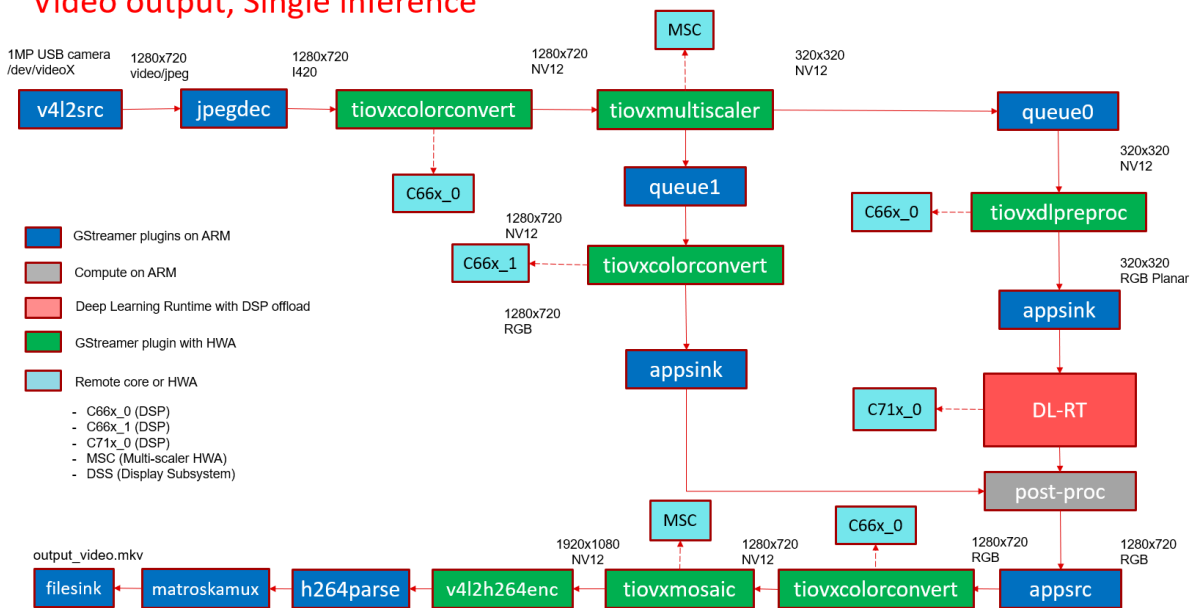 Video output, Single Inference
1MP USB camera
/dev/videoX
1280x720
video/jpeg
1280x720
I420
1280x720
NV12
MSC
320x320
NV12
v4l2src
jpegdec
tiovxcolorconvert
tiovxmultiscaler
queue0
320x320
NV12
C66x_0
queue1
C66x_0
tiovxdlpreproc
1280x720
NV12
C66x_1
tiovxcolorconvert
320x320
RGB Planar
1280x720
RGB
appsink
appsink
GStreamer plugins on ARM
Compute on ARM
Deep Learning Runtime with DSP offload
GStreamer plugin with HWA
Remote core or HWA
- C66x_0 (DSP)
- C66x_1 (DSP)
- C71x_0 (DSP)
- MSC (Multi-scaler HWA)
- DSS (Display Subsystem)
C71x_0
DL-RT
post-proc
MSC
C66x_0
output_video.mkv
1920x1080
NV12
1280x720
NV12
1280x720
RGB
1280x720
RGB
filesink
matroskamux
h264parse
v4l2h264enc
tiovxmosaic
tiovxcolorconvert
appsrc